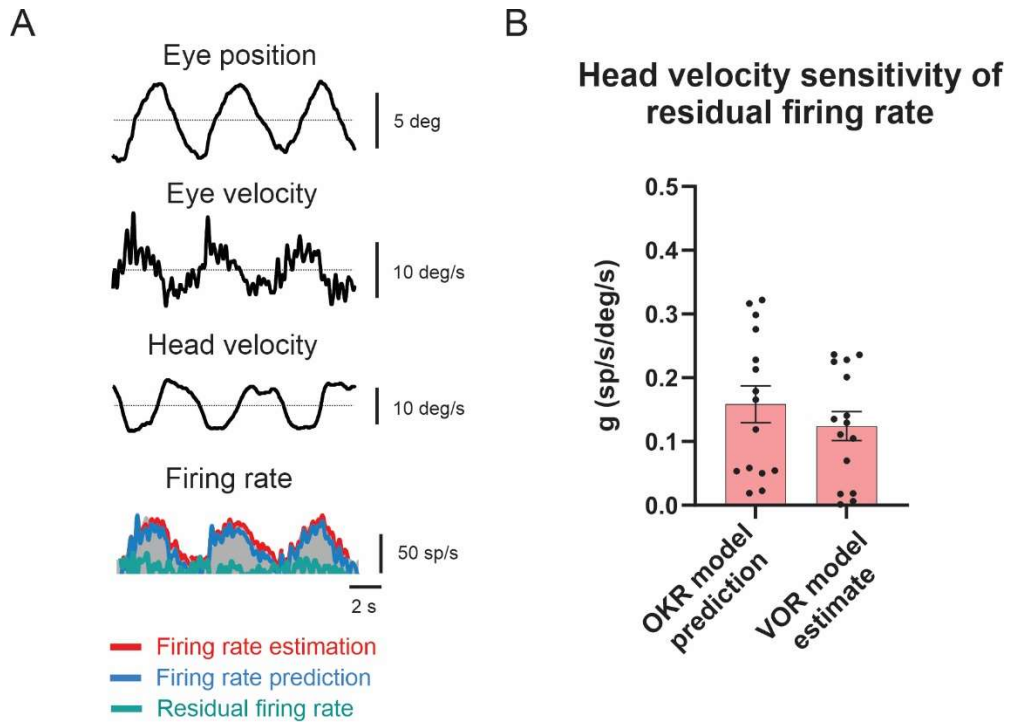 A
Eye position
5 deg
Eye velocity
10 deg/s
Head velocity
10 deg/s
Firing rate
50 sp/s
2 s
Firing rate estimation
Firing rate prediction
Residual firing rate
B
Head velocity sensitivity of
residual firing rate
g (sp/s/deg/s)
0.5
0.4
0.3
0.2
0.1
0.0
OKR model
prediction
VOR model
estimate